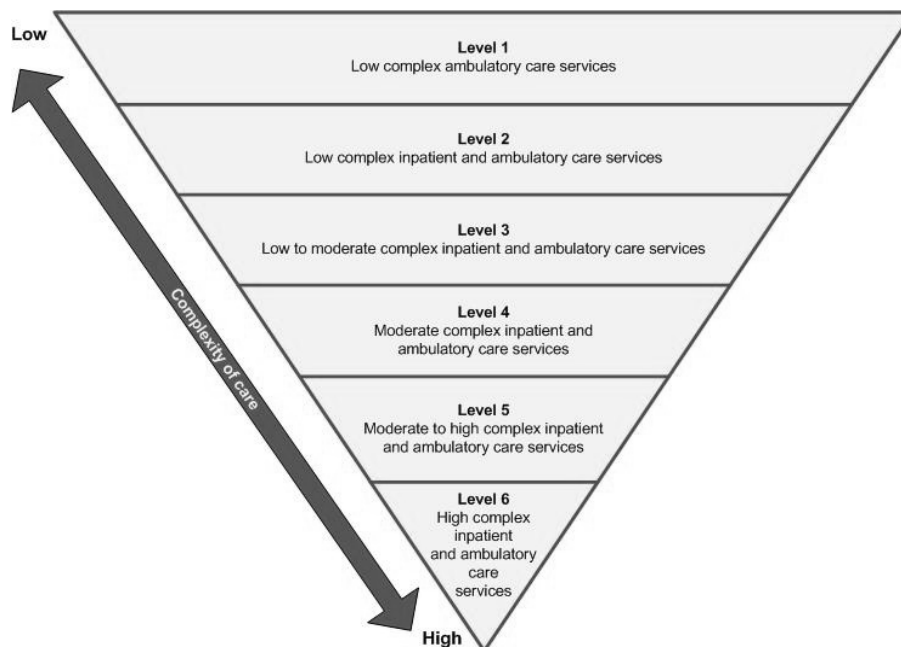 Low
Level 1
Low complex ambulatory care services
Level 2
Low complex inpatient and ambulatory care services
Level 3
Low to moderate complex inpatient and ambulatory care services
Complexity of care
Level 4
Moderate complex inpatient and
ambulatory care services
Level 5
Moderate to high complex inpatient
and ambulatory care services
Level 6
High complex
inpatient
and ambulatory
care
services
High